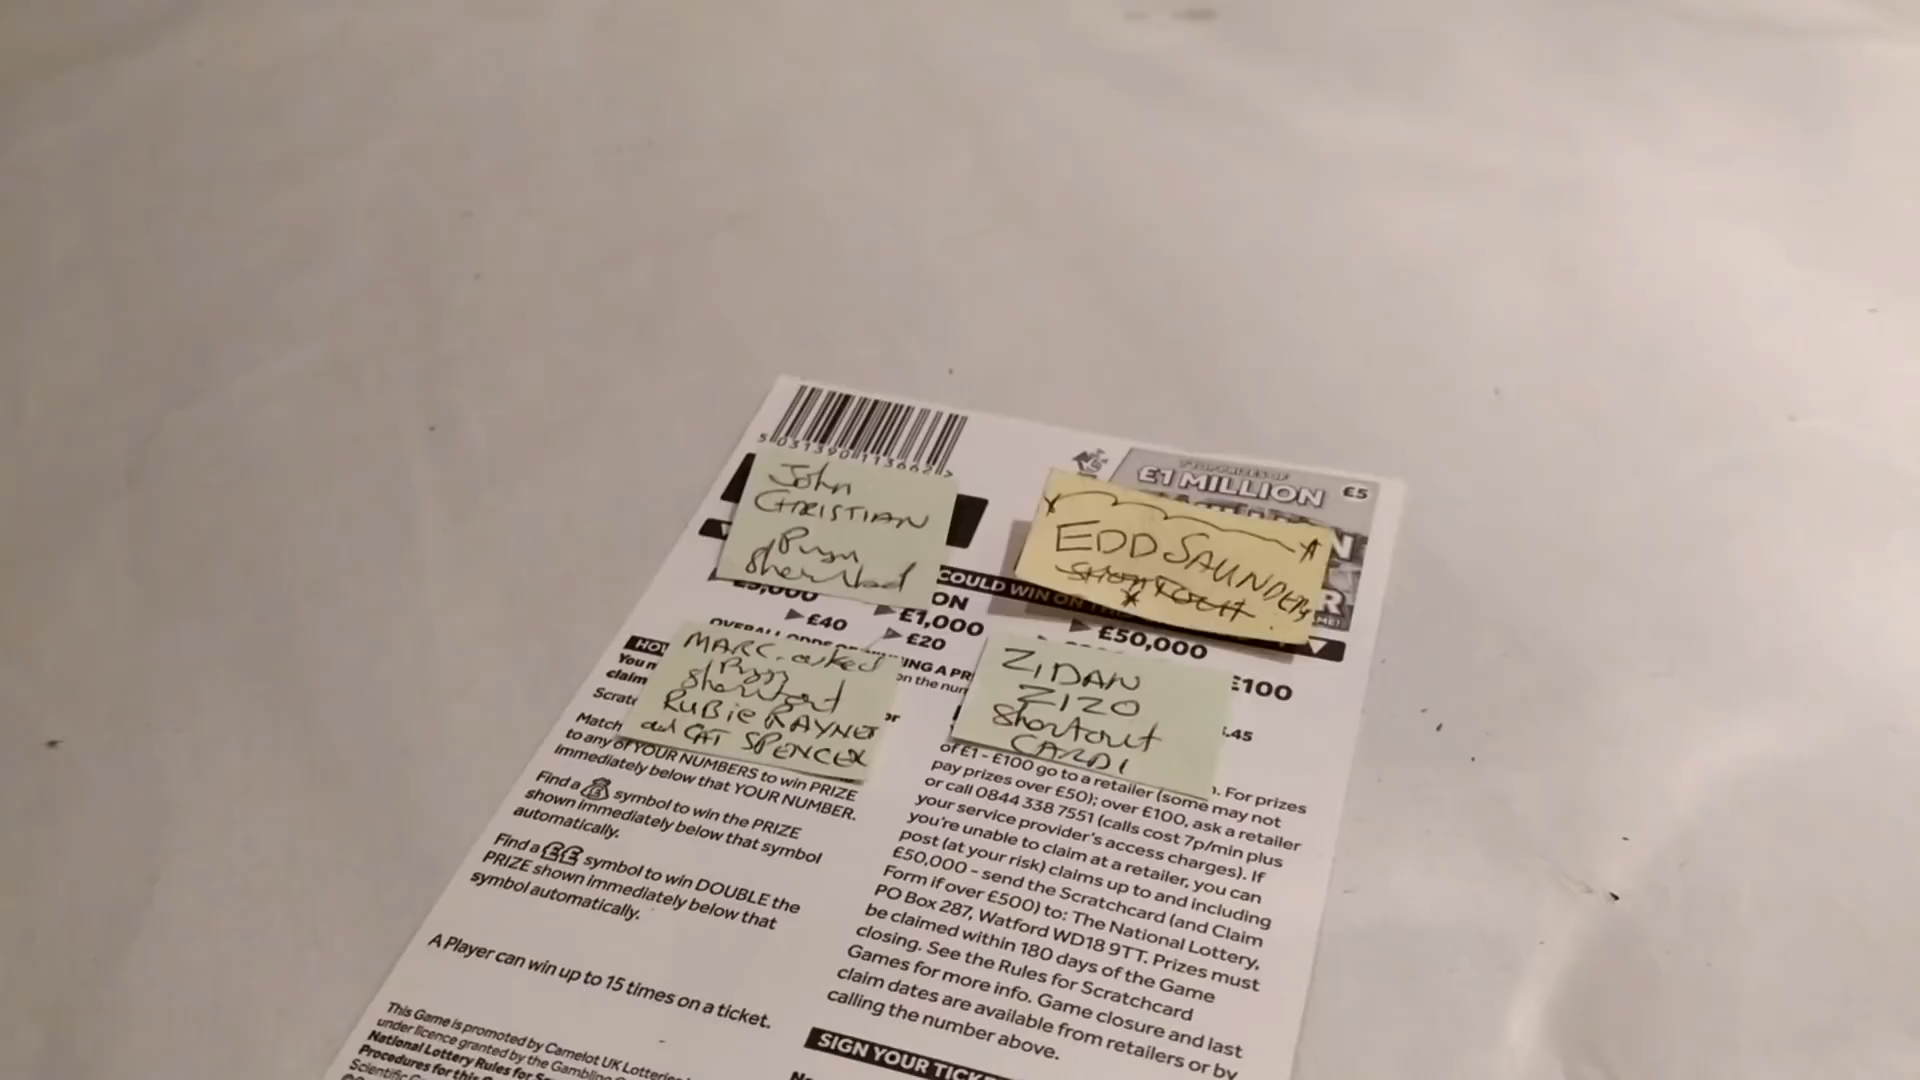 5 031390 113662 >
John
CHRISTIAN
£1 MILLION
£5
EDD SAUNDERS
COULD WIN ON
£50,000
£1,000
£40
£20
£100
MARC. asked
RUBIE RAYNER
and CAT SPENCER
ZIDAN
ZIZO
Shortout
CARDI
Scratc
Match
to any of YOUR NUMBERS to win PRIZE
immediately below that YOUR NUMBER.
Find a symbol to win the PRIZE
shown immediately below that symbol
automatically.
Find a ££ symbol to win DOUBLE the
PRIZE shown immediately below that
symbol automatically.
A Player can win up to 15 times on a ticket.
This Game is promoted by Camelot UK Lotteries
under licence granted by the Gambling
National Lottery Rules for
Procedures for this
of £1 - £100 go to a retailer (some may not
pay prizes over £50); over £100, ask a retailer
or call 0844 338 7551 (calls cost 7p/min plus
your service provider's access charges). If
you're unable to claim at a retailer, you can
post (at your risk) claims up to and including
£50,000 - send the Scratchcard (and Claim
Form if over £500) to: The National Lottery,
PO Box 287, Watford WD18 9TT. Prizes must
be claimed within 180 days of the Game
closing. See the Rules for Scratchcard
Games for more info. Game closure and last
claim dates are available from retailers or by
calling the number above.
SIGN YOUR TICKE